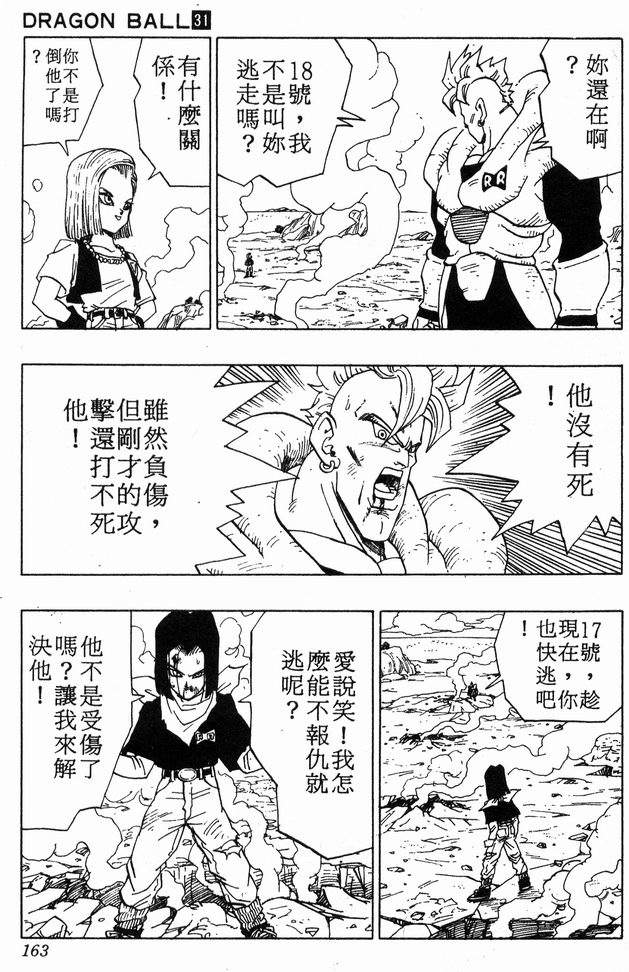 DRAGON BALL 31
妳還在啊
?
18號，我
不是叫妳
逃走嗎?
有什麼關
係!
你不是打
倒他了嗎
?
RR
他沒有死
!
雖然負傷，
但剛才的攻
擊還打不死
他!
17號，趁
現在，你
也快逃吧
!
愛說笑!我怎
麼能不報仇就
逃呢?
他不是受傷了
嗎?讓我來解
決他!
163